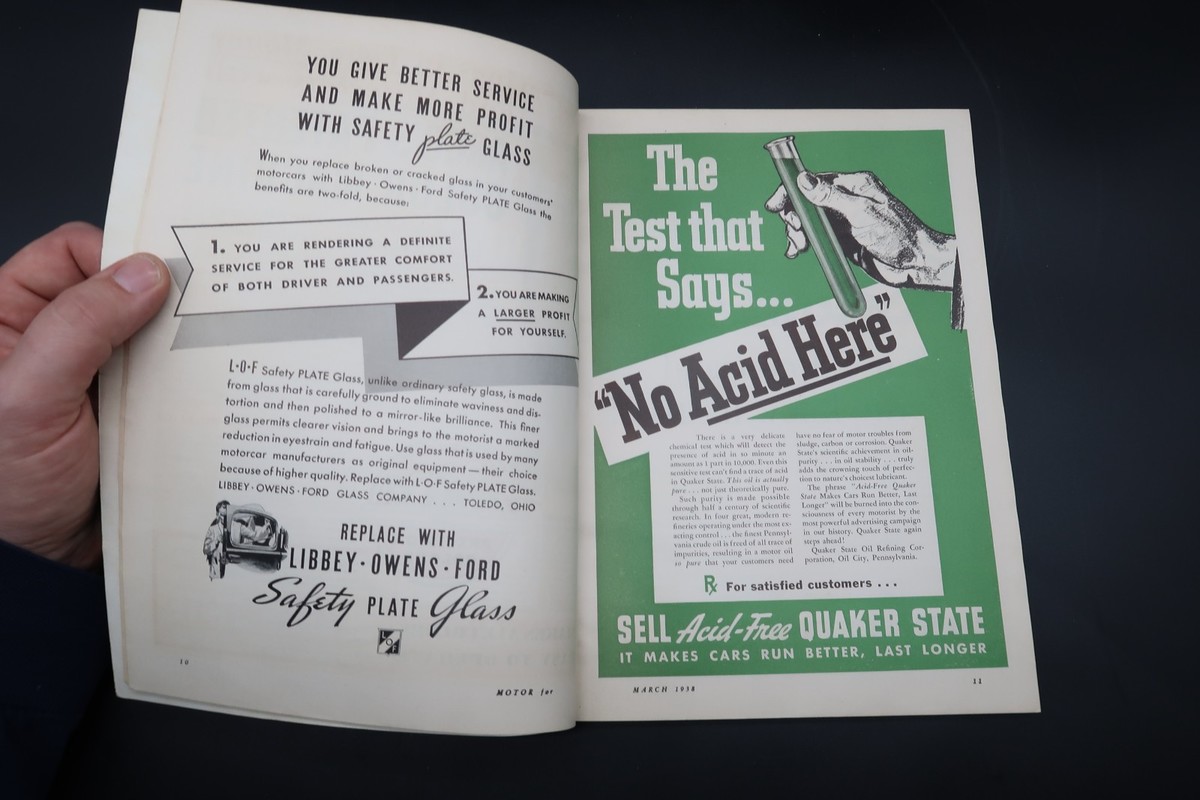 YOU GIVE BETTER SERVICE
AND MAKE MORE PROFIT
WITH SAFETY plate GLASS
When you replace broken or cracked glass in your customers'
motorcars with Libbey·Owens·Ford Safety PLATE Glass the
benefits are two-fold, because:
1. YOU ARE RENDERING A DEFINITE
SERVICE FOR THE GREATER COMFORT
OF BOTH DRIVER AND PASSENGERS.
2. YOU ARE MAKING
A LARGER PROFIT
FOR YOURSELF.
L·O·F Safety PLATE Glass, unlike ordinary safety glass, is made
from glass that is carefully ground to eliminate waviness and dis-
tortion and then polished to a mirror-like brilliance. This finer
glass permits clearer vision and brings to the motorist a marked
reduction in eyestrain and fatigue. Use glass that is used by many
motorcar manufacturers as original equipment — their choice
because of higher quality. Replace with L·O·F Safety PLATE Glass.
LIBBEY·OWENS·FORD GLASS COMPANY . . . TOLEDO, OHIO
REPLACE WITH
LIBBEY·OWENS·FORD
Safety PLATE Glass
LOF
10
MOTOR for
The
Test that
Says...
"No Acid Here"
There is a very delicate
chemical test which will detect the
presence of acid in so minute an
amount as 1 part in 10,000. Even this
sensitive test can't find a trace of acid
in Quaker State. This oil is actually
pure . . . not just theoretically pure.
Such purity is made possible
through half a century of scientific
research. In four great, modern re-
fineries operating under the most ex-
acting control . . . the finest Pennsyl-
vania crude oil is freed of all trace of
impurities, resulting in a motor oil
so pure that your customers need
have no fear of motor troubles from
sludge, carbon or corrosion. Quaker
State's scientific achievement in oil-
purity . . . in oil stability . . . truly
adds the crowning touch of perfec-
tion to nature's choicest lubricant.
The phrase "Acid-Free Quaker
State Makes Cars Run Better, Last
Longer" will be burned into the con-
sciousness of every motorist by the
most powerful advertising campaign
in our history. Quaker State again
steps ahead!
Quaker State Oil Refining Cor-
poration, Oil City, Pennsylvania.
℞ For satisfied customers . . .
SELL Acid-Free QUAKER STATE
IT MAKES CARS RUN BETTER, LAST LONGER
MARCH 1938
11